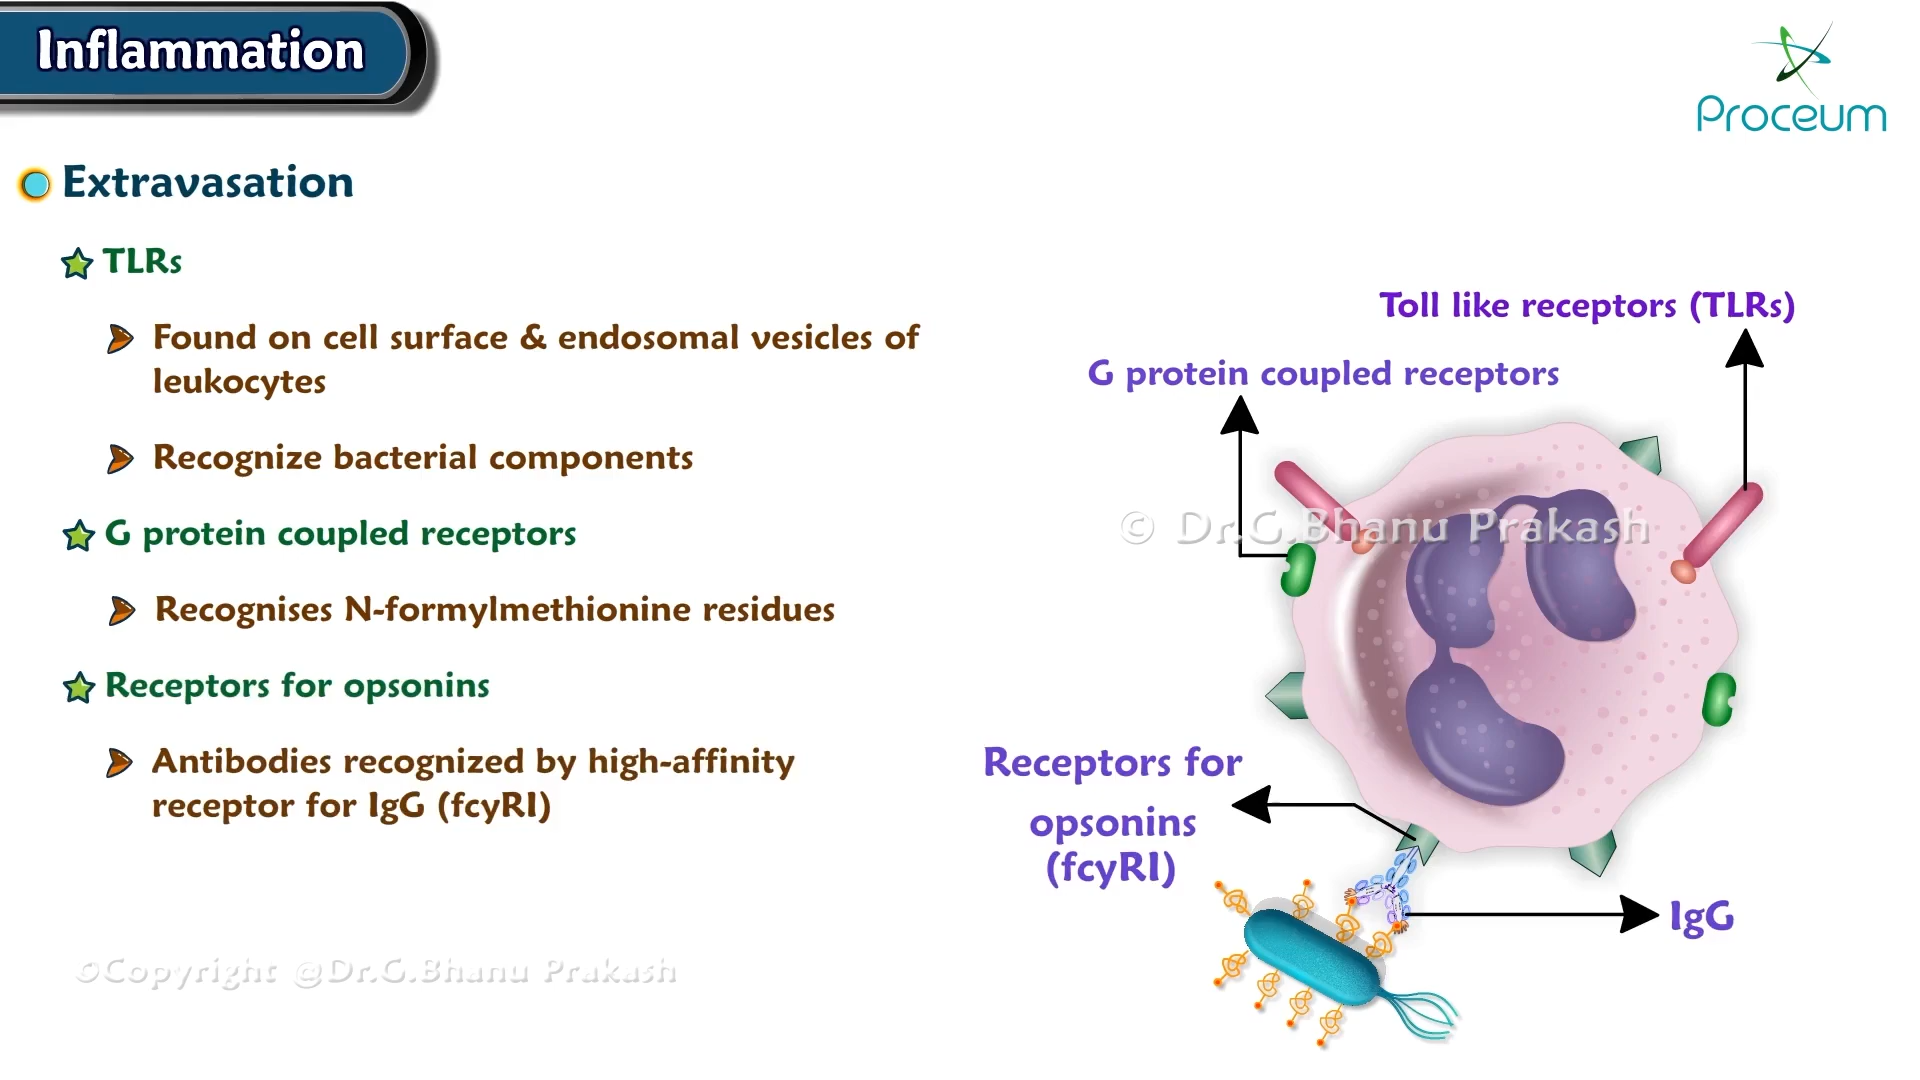 Inflammation
Proceum
Extravasation
TLRs
Found on cell surface & endosomal vesicles of
leukocytes
Recognize bacterial components
G protein coupled receptors
Recognises N-formylmethionine residues
Receptors for opsonins
Antibodies recognized by high-affinity
receptor for IgG (fcyRI)
Toll like receptors (TLRs)
G protein coupled receptors
© Dr.G.Bhanu Prakash
Receptors for
opsonins
(fcyRI)
IgG
©Copyright @Dr.G.Bhanu Prakash